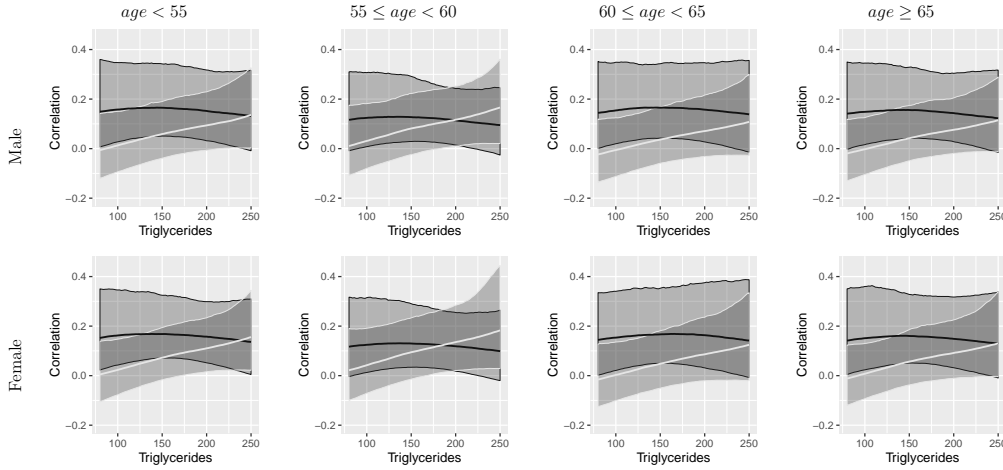 age < 55
55 ≤ age < 60
60 ≤ age < 65
age ≥ 65
Male
Correlation
0.4
0.2
0.0
−0.2
100 150 200 250
Triglycerides
Correlation
0.4
0.2
0.0
−0.2
100 150 200 250
Triglycerides
Correlation
0.4
0.2
0.0
−0.2
100 150 200 250
Triglycerides
Correlation
0.4
0.2
0.0
−0.2
100 150 200 250
Triglycerides
Female
Correlation
0.4
0.2
0.0
−0.2
100 150 200 250
Triglycerides
Correlation
0.4
0.2
0.0
−0.2
100 150 200 250
Triglycerides
Correlation
0.4
0.2
0.0
−0.2
100 150 200 250
Triglycerides
Correlation
0.4
0.2
0.0
−0.2
100 150 200 250
Triglycerides